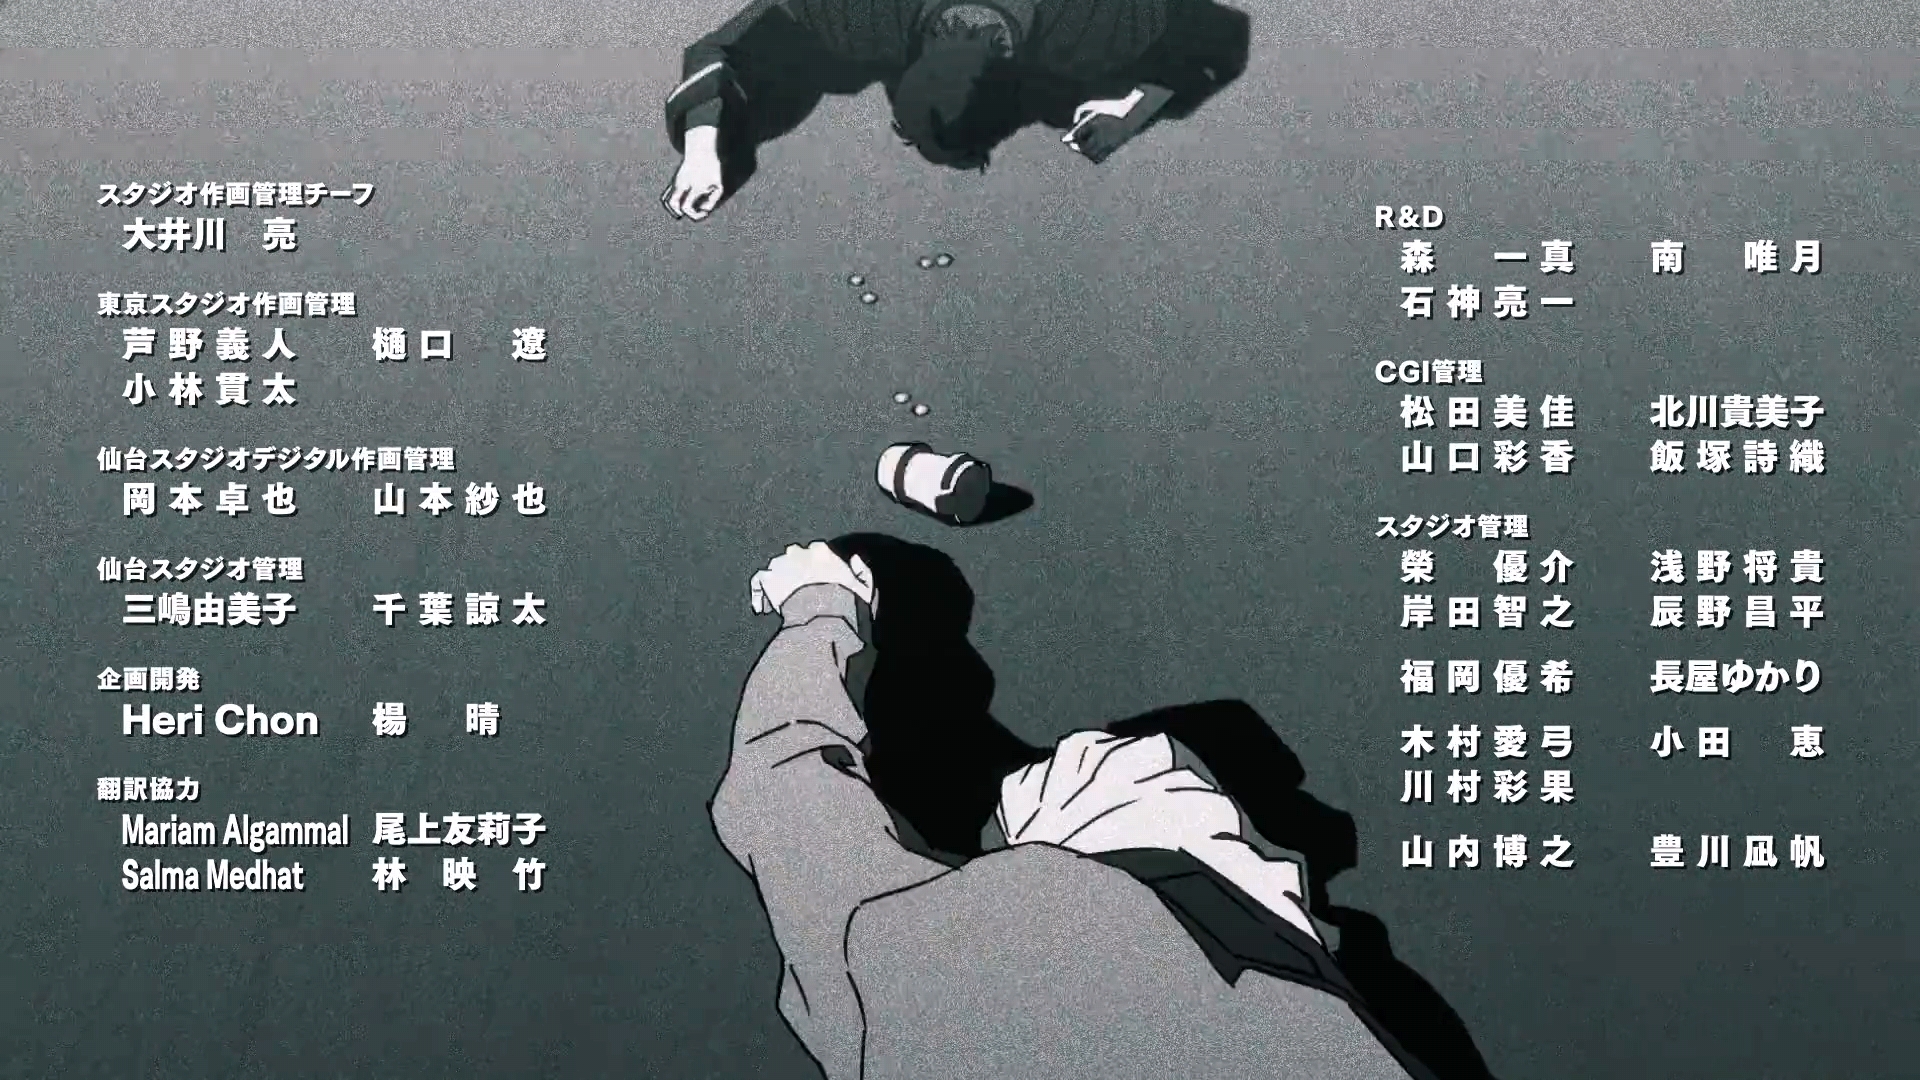 スタジオ作画管理チーフ
大井川 亮
東京スタジオ作画管理
芦野義人 樋口 遼
小林貫太
仙台スタジオデジタル作画管理
岡本卓也 山本紗也
仙台スタジオ管理
三嶋由美子 千葉諒太
企画開発
Heri Chon 楊 晴
翻訳協力
Mariam Algammal 尾上友莉子
Salma Medhat 林 映 竹
R&D
森 一真 南 唯月
石神亮一
CGI管理
松田美佳 北川貴美子
山口彩香 飯塚詩織
スタジオ管理
榮 優介 浅野将貴
岸田智之 辰野昌平
福岡優希 長屋ゆかり
木村愛弓 小田 恵
川村彩果
山内博之 豊川凪帆